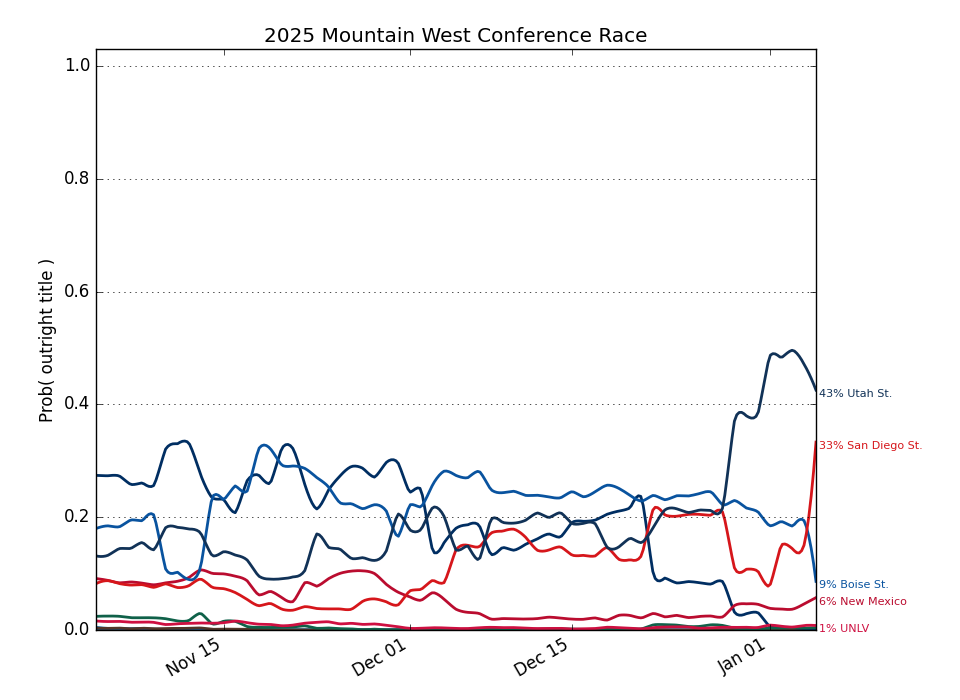 2025 Mountain West Conference Race
Prob( outright title )
1.0
0.8
0.6
0.4
0.2
0.0
43% Utah St.
33% San Diego St.
9% Boise St.
6% New Mexico
1% UNLV
Nov 15
Dec 01
Dec 15
Jan 01